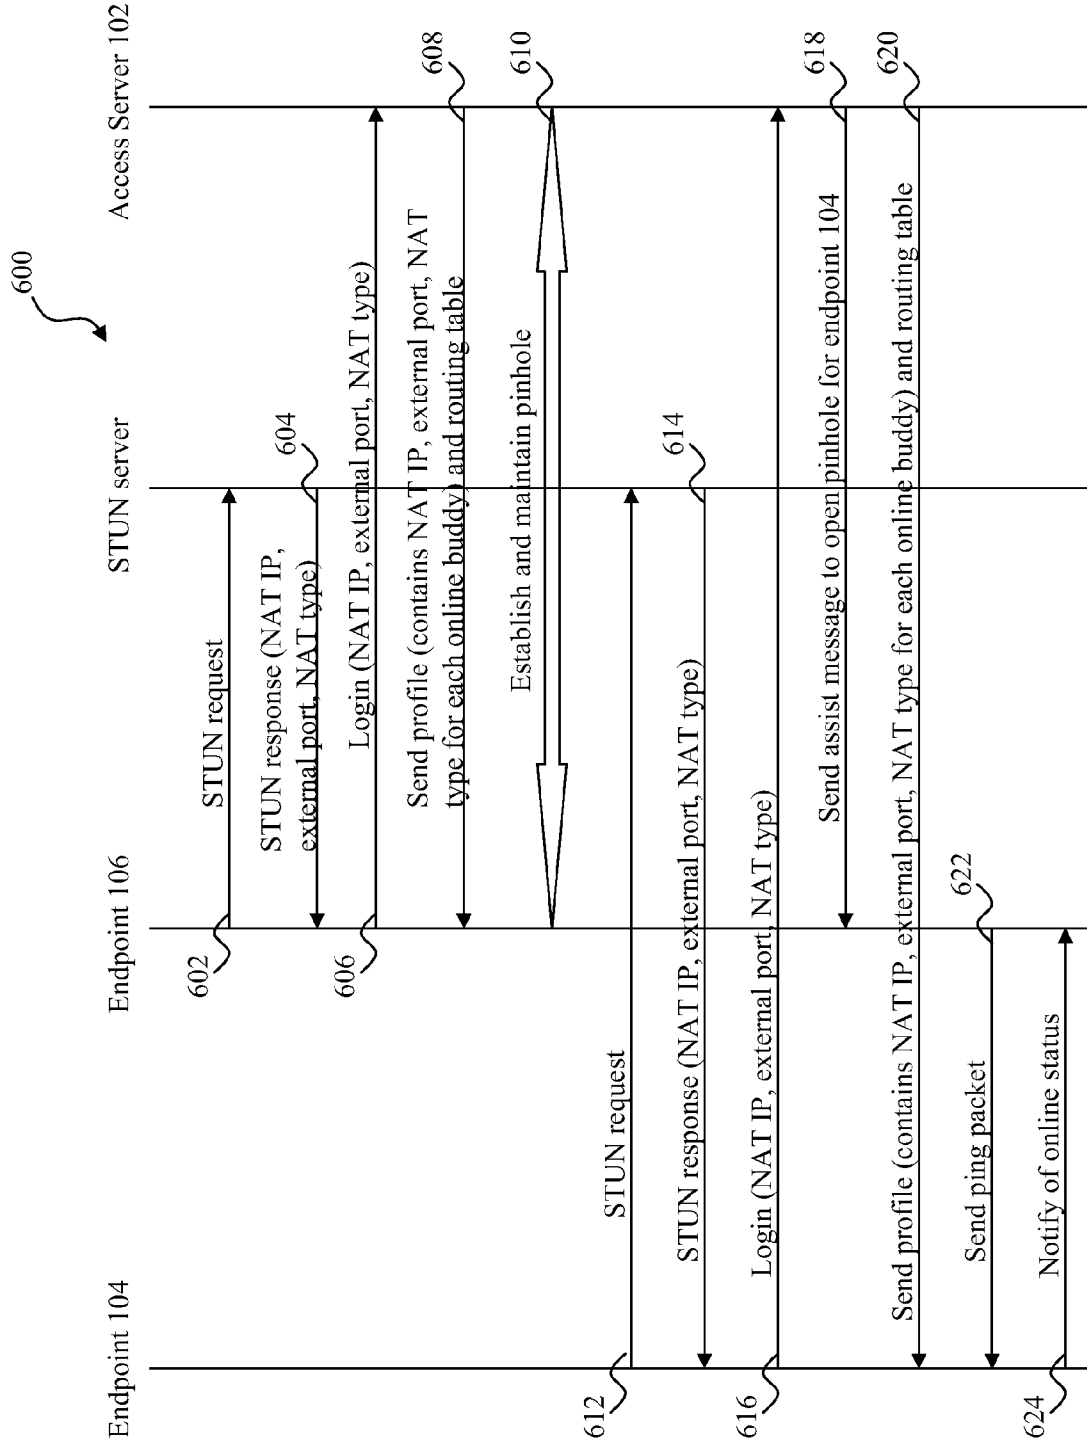 600
Endpoint 104
Endpoint 106
STUN server
Access Server 102
STUN request
602
STUN response (NAT IP,
external port, NAT type)
604
Login (NAT IP, external port, NAT type)
606
Send profile (contains NAT IP, external port, NAT
type for each online buddy) and routing table
608
Establish and maintain pinhole
610
STUN request
612
STUN response (NAT IP, external port, NAT type)
614
Login (NAT IP, external port, NAT type)
616
Send assist message to open pinhole for endpoint 104
618
Send profile (contains NAT IP, external port, NAT type for each online buddy) and routing table
620
Send ping packet
622
Notify of online status
624